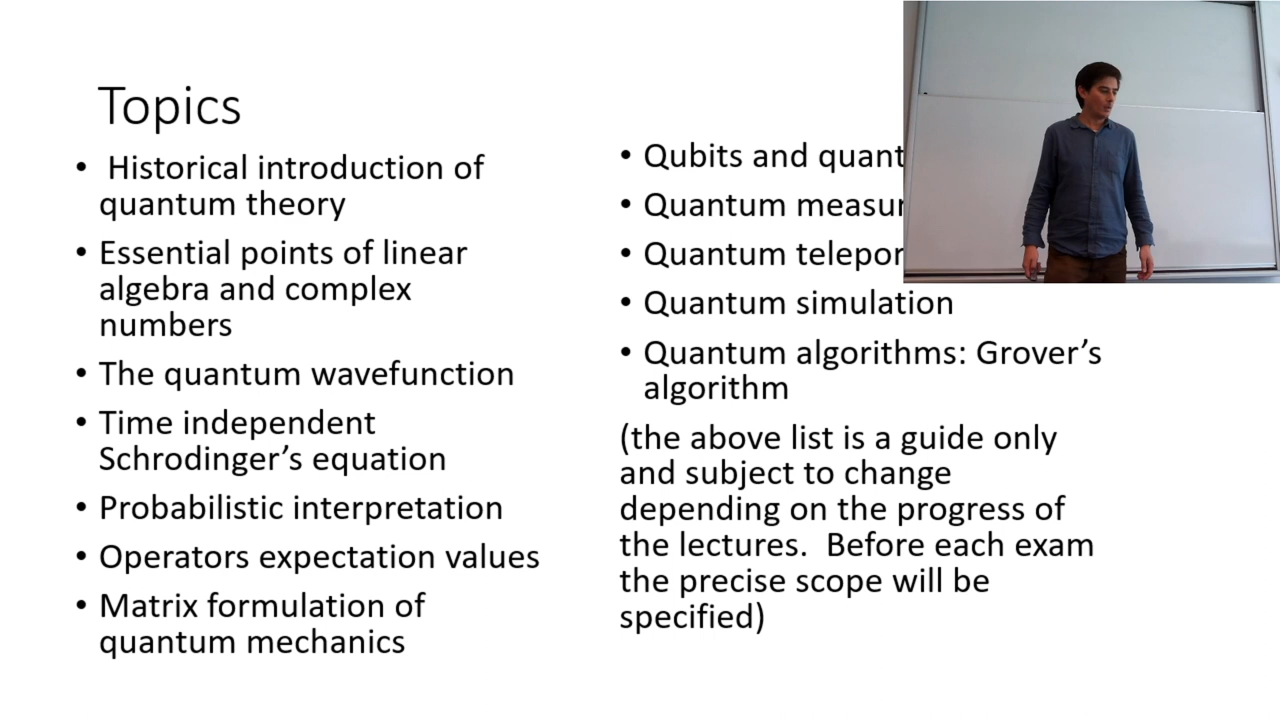 Topics
• Historical introduction of
quantum theory
• Essential points of linear
algebra and complex
numbers
• The quantum wavefunction
• Time independent
Schrodinger’s equation
• Probabilistic interpretation
• Operators expectation values
• Matrix formulation of
quantum mechanics
• Qubits and
• Quantum
• Quantum
• Quantum simulation
• Quantum algorithms: Grover’s
algorithm
(the above list is a guide only
and subject to change
depending on the progress of
the lectures.  Before each exam
the precise scope will be
specified)